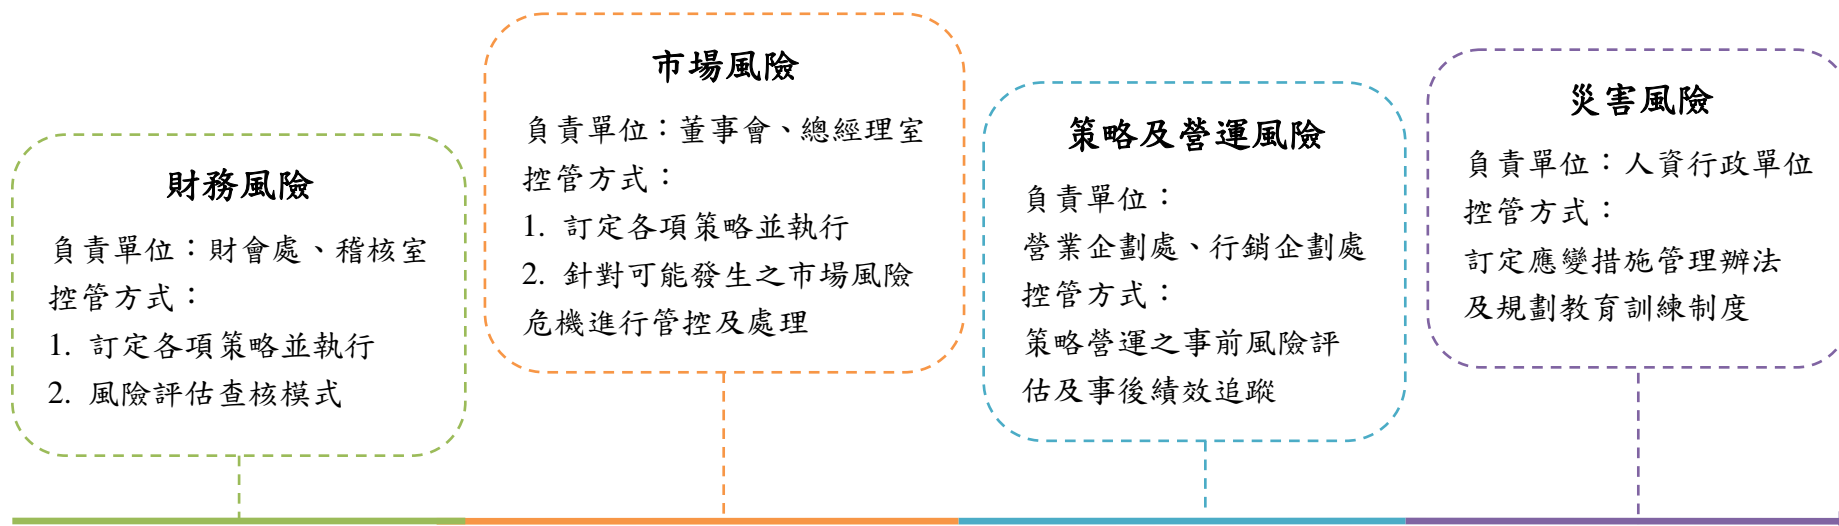 財務風險
負責單位：財會處、稽核室
控管方式：
1. 訂定各項策略並執行
2. 風險評估查核模式
市場風險
負責單位：董事會、總經理室
控管方式：
1. 訂定各項策略並執行
2. 針對可能發生之市場風險
危機進行管控及處理
策略及營運風險
負責單位：
營業企劃處、行銷企劃處
控管方式：
策略營運之事前風險評
估及事後績效追蹤
災害風險
負責單位：人資行政單位
控管方式：
訂定應變措施管理辦法
及規劃教育訓練制度